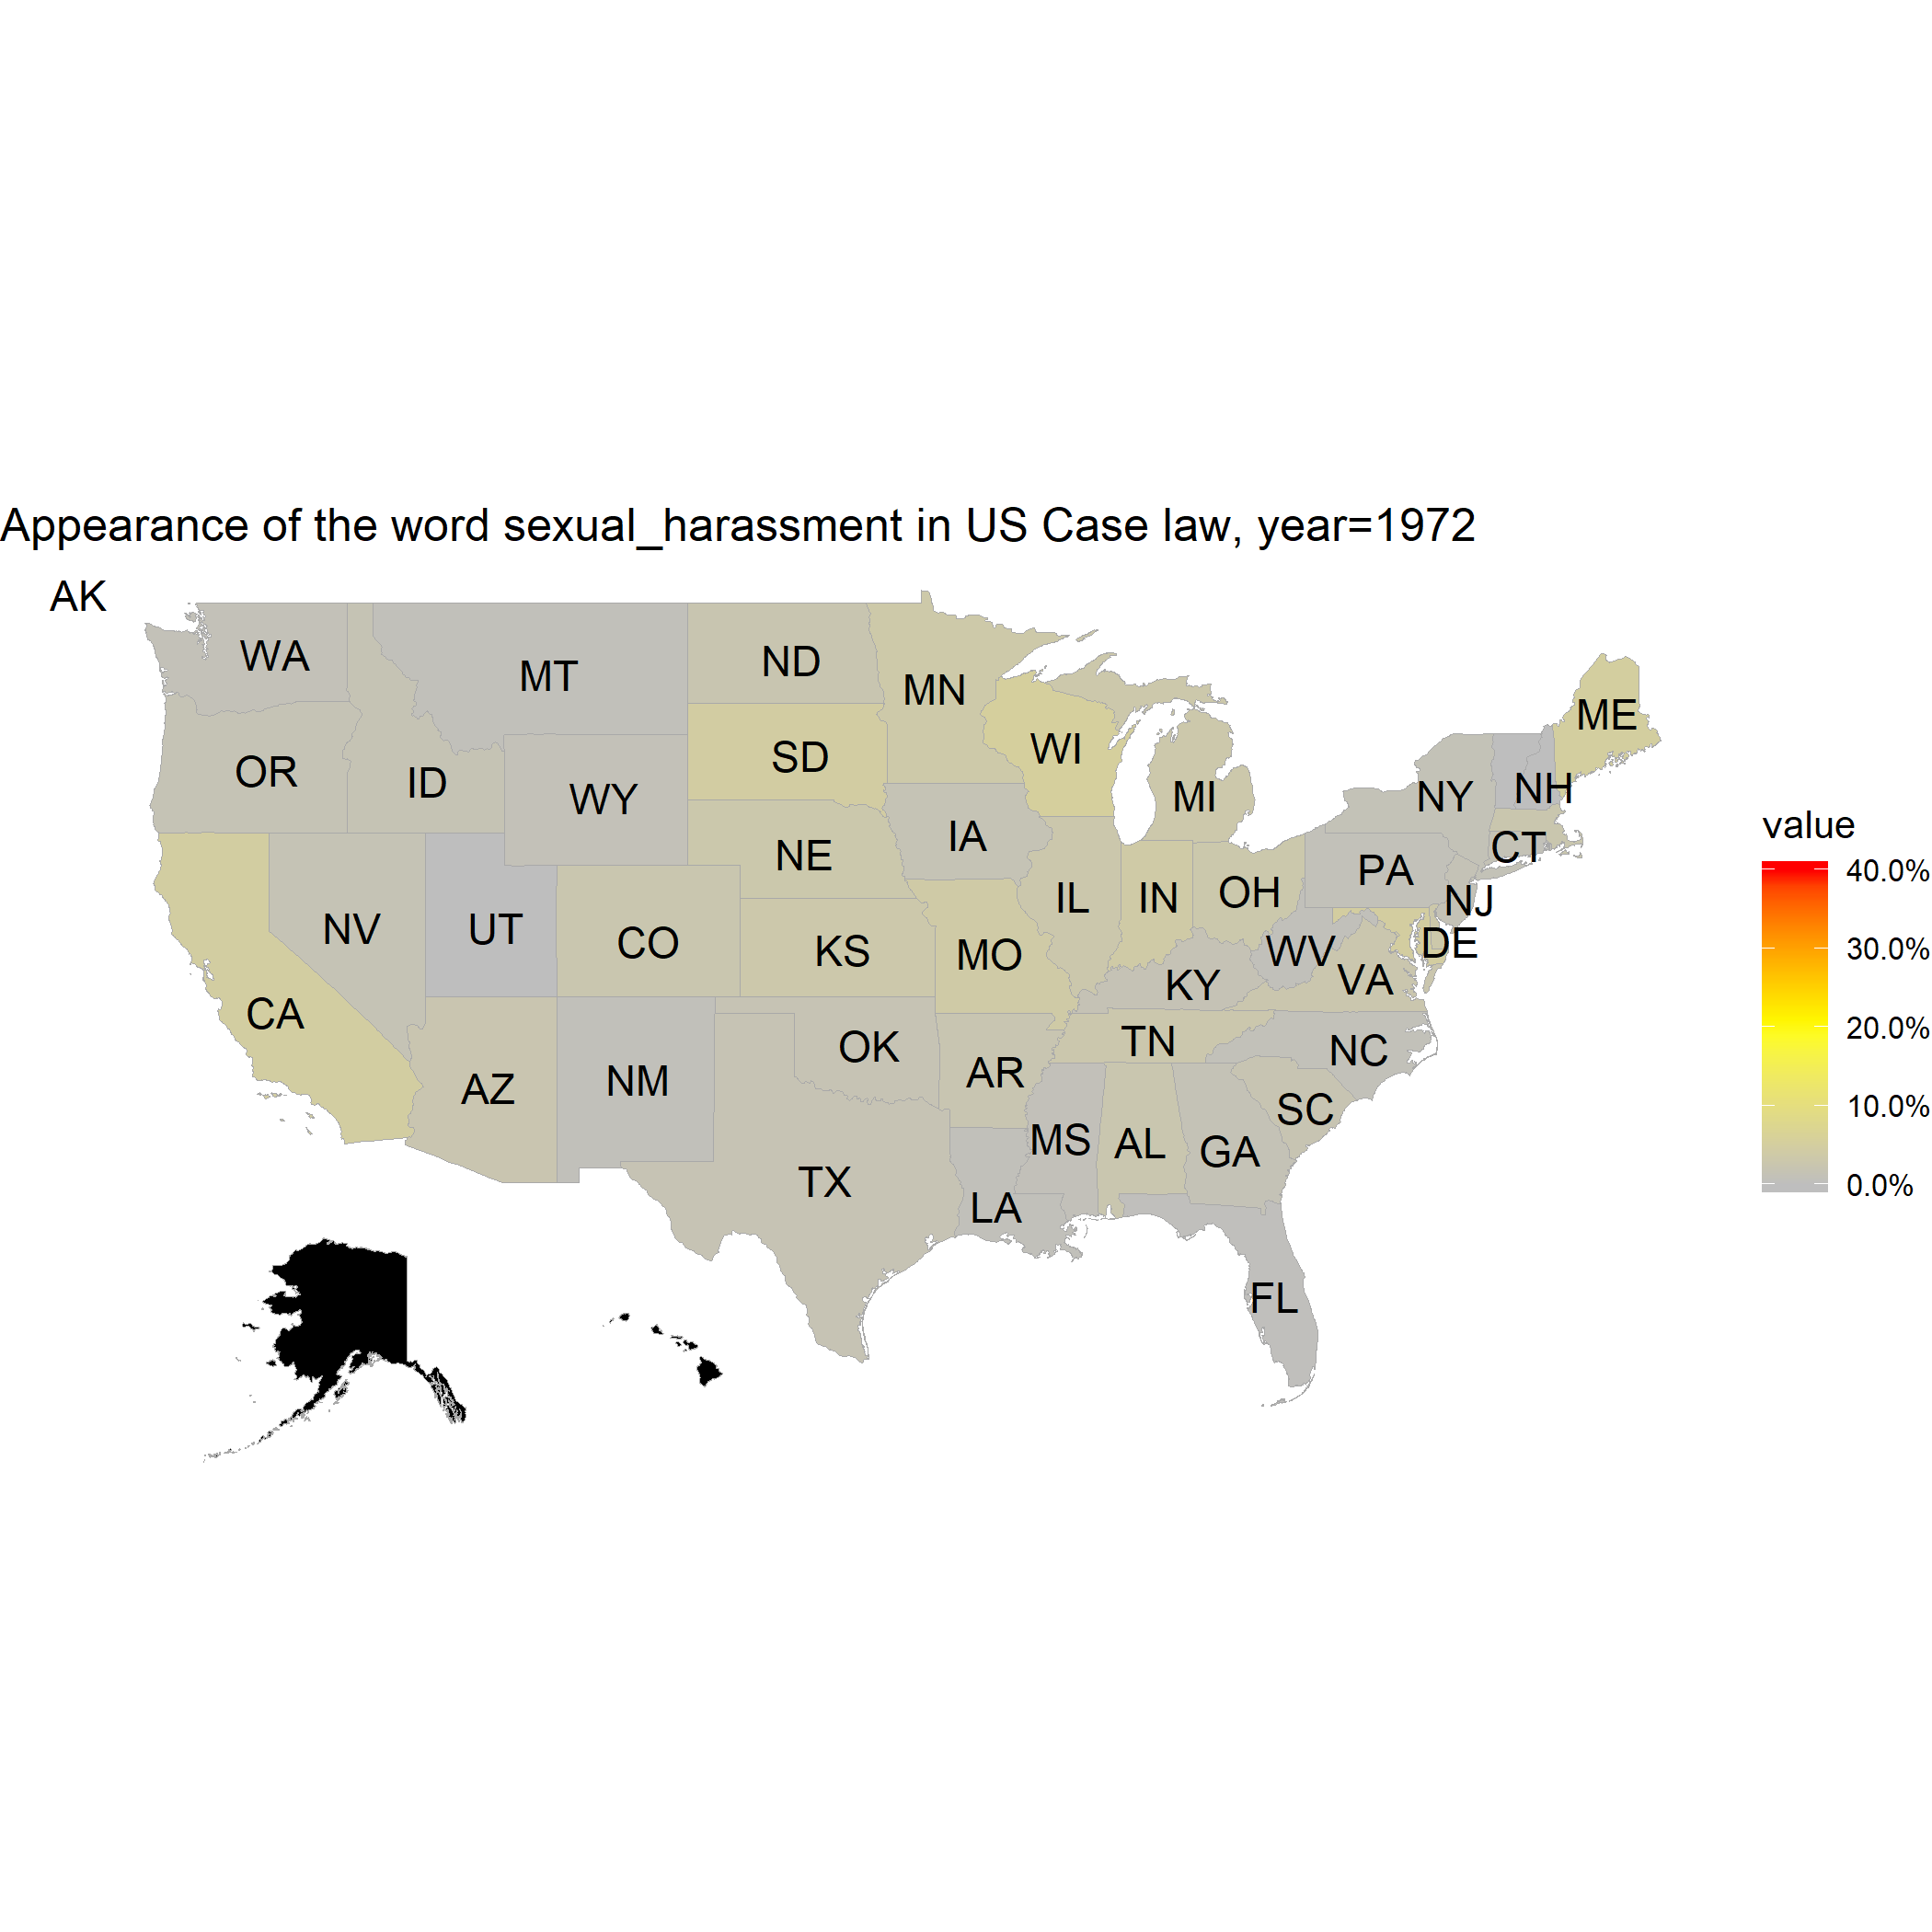 Appearance of the word sexual_harassment in US Case law, year=1972
AK
WA
MT
ND
MN
ME
OR
ID
WY
SD
WI
MI
NY
NH
IA
NE
CT
PA
NJ
NV
UT
CO
KS
MO
IL
IN
OH
WV
DE
VA
KY
CA
AZ
NM
OK
AR
TN
NC
SC
TX
LA
MS
AL
GA
FL
value
40.0%
30.0%
20.0%
10.0%
0.0%